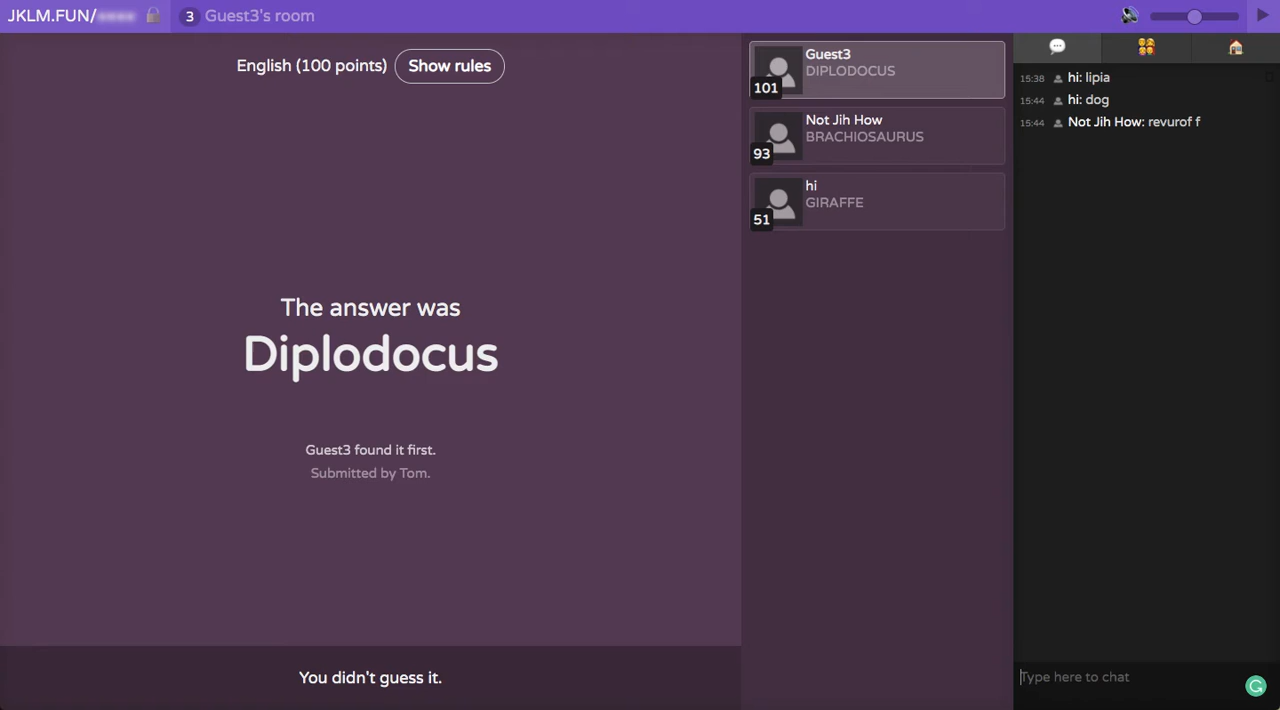 JKLM.FUN/
3 Guest3's room
English (100 points) Show rules
The answer was
Diplodocus
Guest3 found it first.
Submitted by Tom.
You didn't guess it.
Guest3
DIPLODOCUS
101
Not Jih How
BRACHIOSAURUS
93
hi
GIRAFFE
51
15:38 hi: lipia
15:44 hi: dog
15:44 Not Jih How: revurof f
Type here to chat